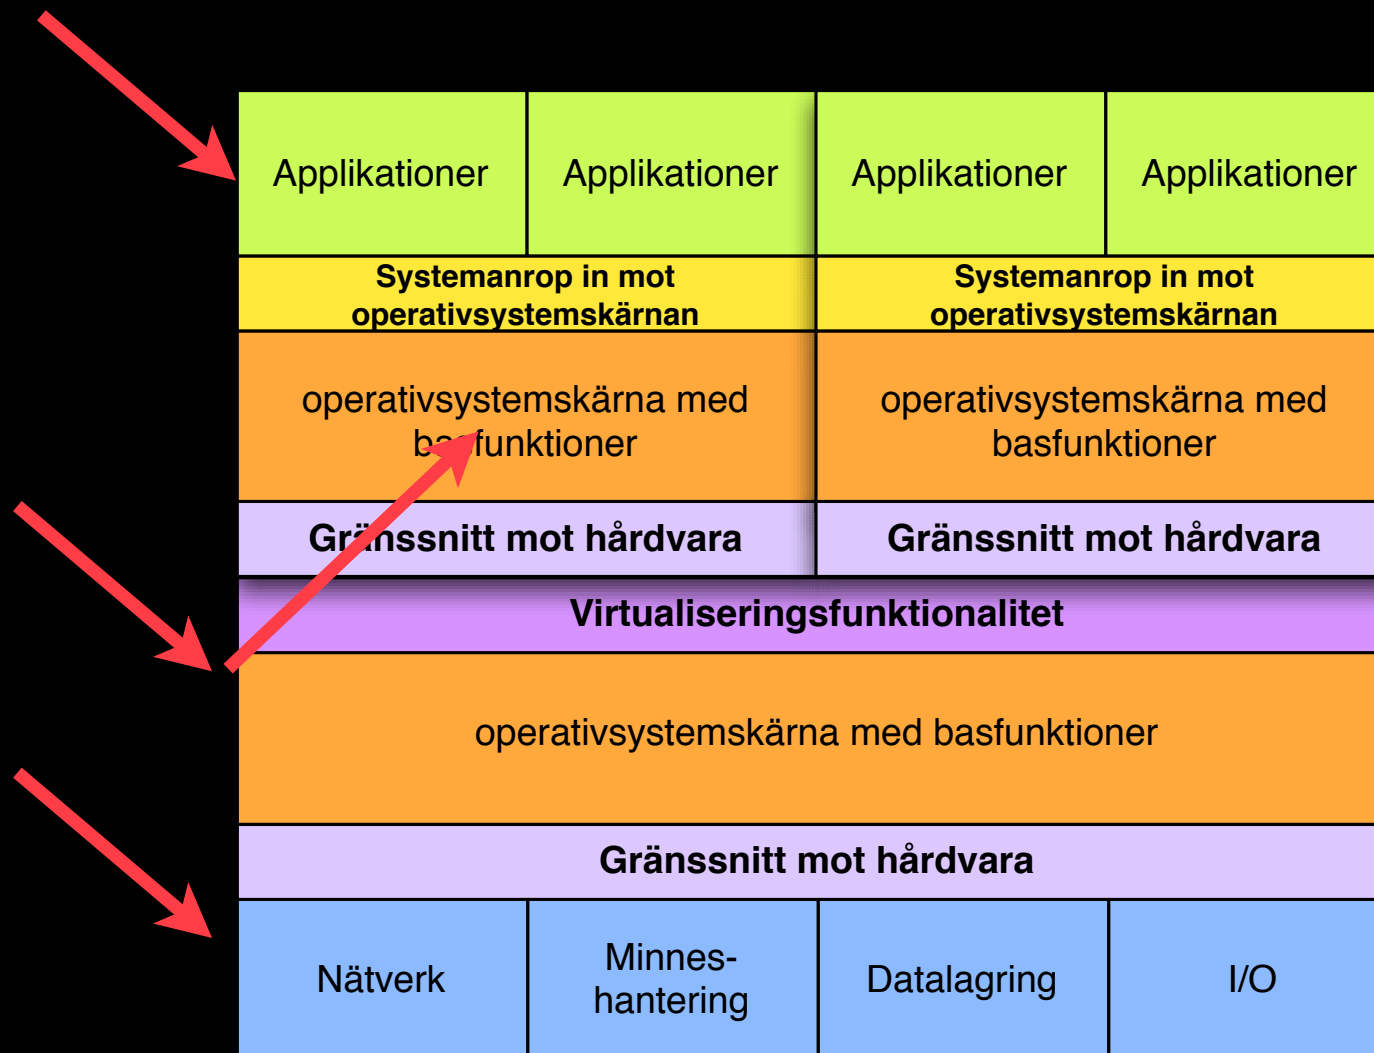 Applikationer
Applikationer
Applikationer
Applikationer
Systemanrop in mot
operativsystemskärnan
Systemanrop in mot
operativsystemskärnan
operativsystemskärna med
basfunktioner
operativsystemskärna med
basfunktioner
Gränssnitt mot hårdvara
Gränssnitt mot hårdvara
Virtualiseringsfunktionalitet
operativsystemskärna med basfunktioner
Gränssnitt mot hårdvara
Nätverk
Minnes-
hantering
Datalagring
I/O